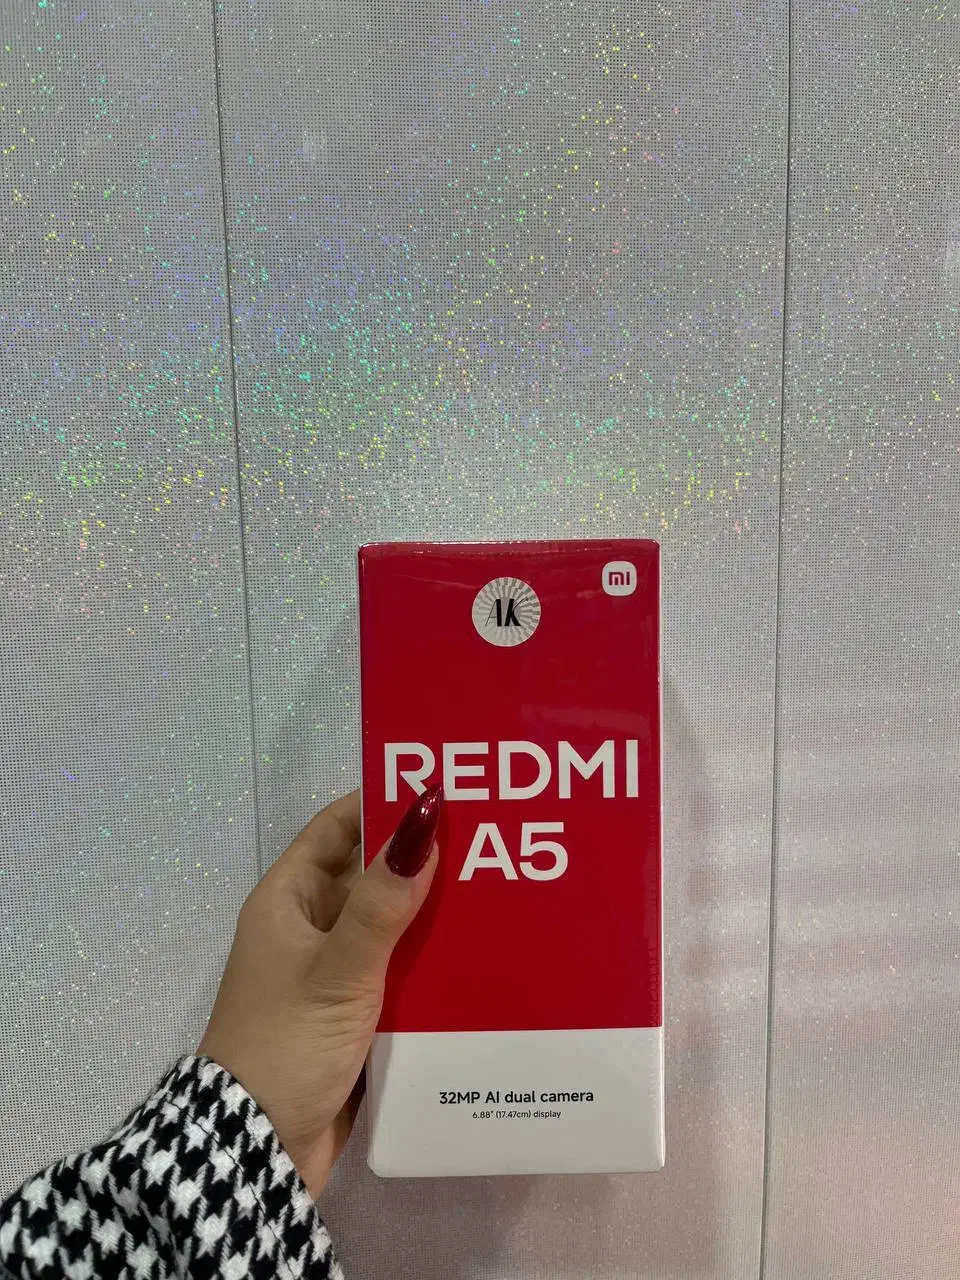 mi
AK
REDMI
A5
32MP AI dual camera
6.88" (17.47cm) display